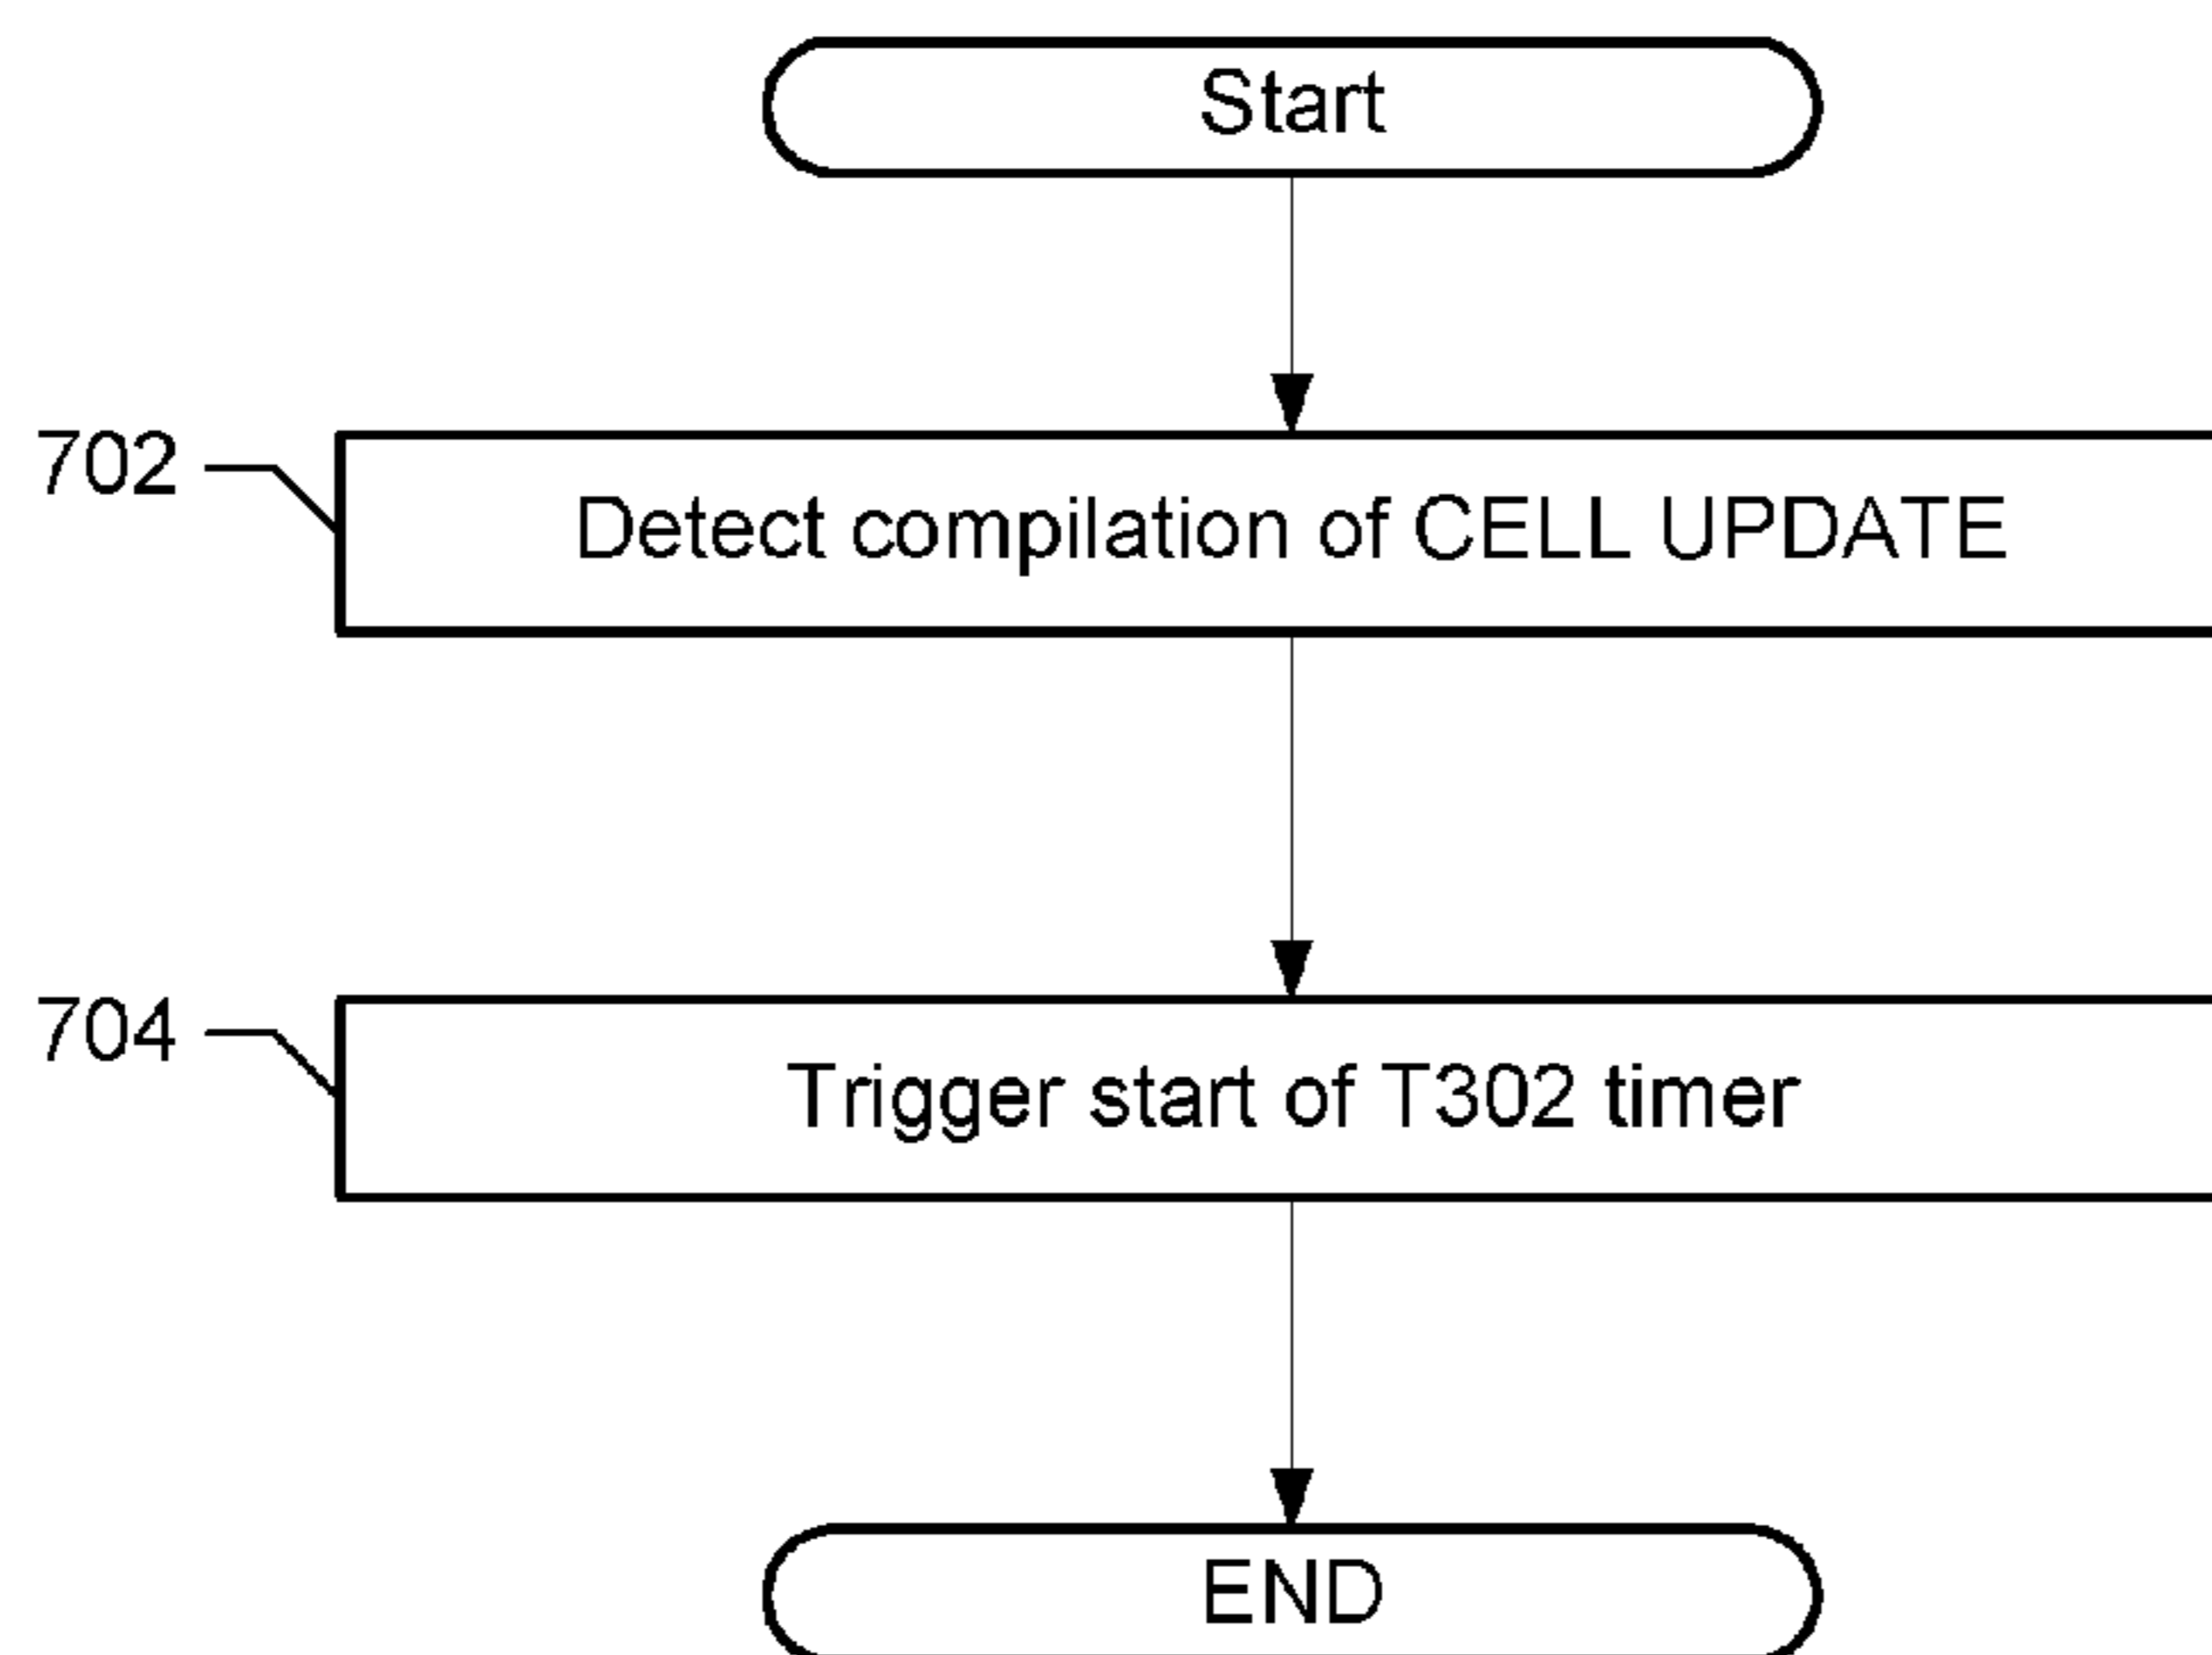 Start
702
Detect compilation of CELL UPDATE
704
Trigger start of T302 timer
END